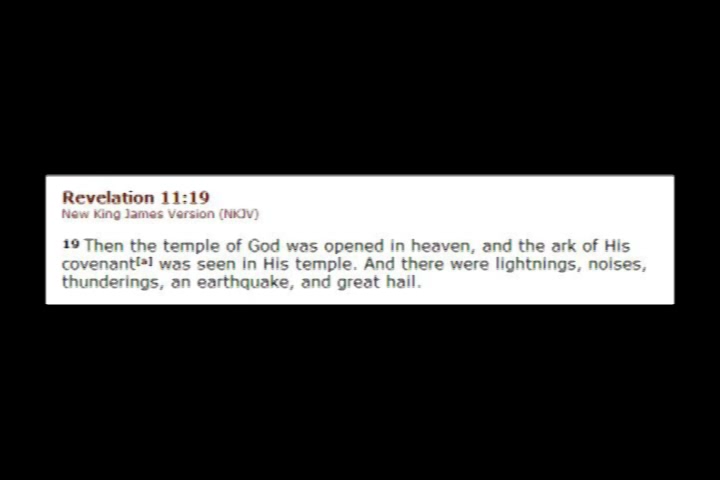 Revelation 11:19
New King James Version (NKJV)
19 Then the temple of God was opened in heaven, and the ark of His
covenant[a] was seen in His temple. And there were lightnings, noises,
thunderings, an earthquake, and great hail.